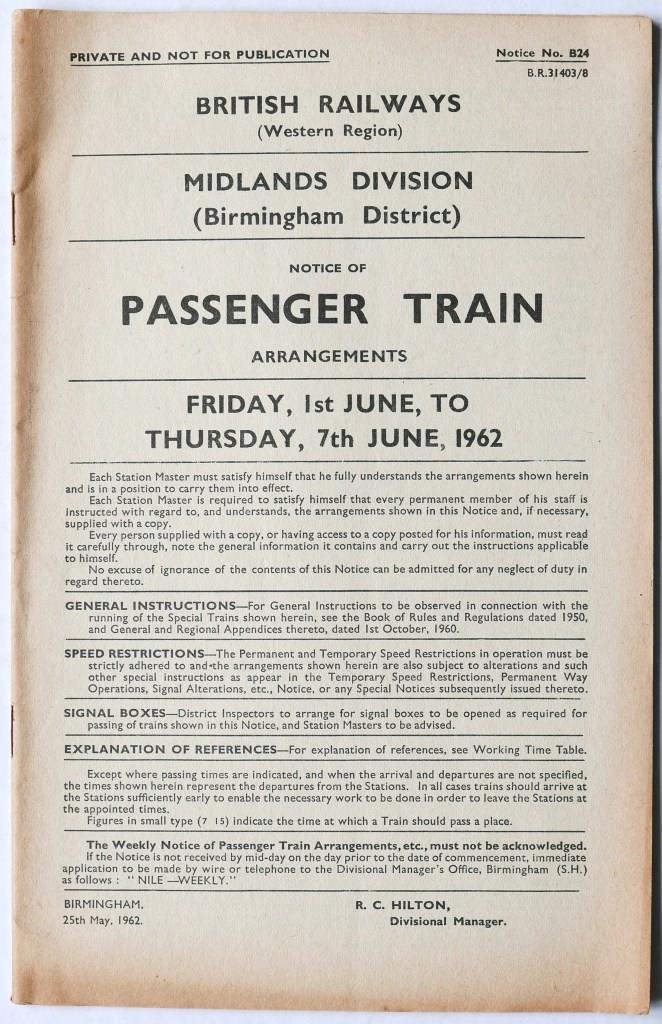 PRIVATE AND NOT FOR PUBLICATION
Notice No. B24
B.R.31403/8
BRITISH RAILWAYS
(Western Region)
MIDLANDS DIVISION
(Birmingham District)
NOTICE OF
PASSENGER TRAIN
ARRANGEMENTS
FRIDAY, 1st JUNE, TO
THURSDAY, 7th JUNE, 1962
Each Station Master must satisfy himself that he fully understands the arrangements shown herein
and is in a position to carry them into effect.
Each Station Master is required to satisfy himself that every permanent member of his staff is
instructed with regard to, and understands, the arrangements shown in this Notice and, if necessary,
supplied with a copy.
Every person supplied with a copy, or having access to a copy posted for his information, must read
it carefully through, note the general information it contains and carry out the instructions applicable
to himself.
No excuse of ignorance of the contents of this Notice can be admitted for any neglect of duty in
regard thereto.
GENERAL INSTRUCTIONS—For General Instructions to be observed in connection with the
running of the Special Trains shown herein, see the Book of Rules and Regulations dated 1950,
and General and Regional Appendices thereto, dated 1st October, 1960.
SPEED RESTRICTIONS—The Permanent and Temporary Speed Restrictions in operation must be
strictly adhered to and the arrangements shown herein are also subject to alterations and such
other special instructions as appear in the Temporary Speed Restrictions, Permanent Way
Operations, Signal Alterations, etc., Notice, or any Special Notices subsequently issued thereto.
SIGNAL BOXES—District Inspectors to arrange for signal boxes to be opened as required for
passing of trains shown in this Notice, and Station Masters to be advised.
EXPLANATION OF REFERENCES—For explanation of references, see Working Time Table.
Except where passing times are indicated, and when the arrival and departures are not specified,
the times shown herein represent the departures from the Stations. In all cases trains should arrive at
the Stations sufficiently early to enable the necessary work to be done in order to leave the Stations at
the appointed times.
Figures in small type (7 15) indicate the time at which a Train should pass a place.
The Weekly Notice of Passenger Train Arrangements, etc., must not be acknowledged.
If the Notice is not received by mid-day on the day prior to the date of commencement, immediate
application to be made by wire or telephone to the Divisional Manager's Office, Birmingham (S.H.)
as follows : " NILE —WEEKLY."
BIRMINGHAM,
25th May, 1962.
R. C. HILTON,
Divisional Manager.